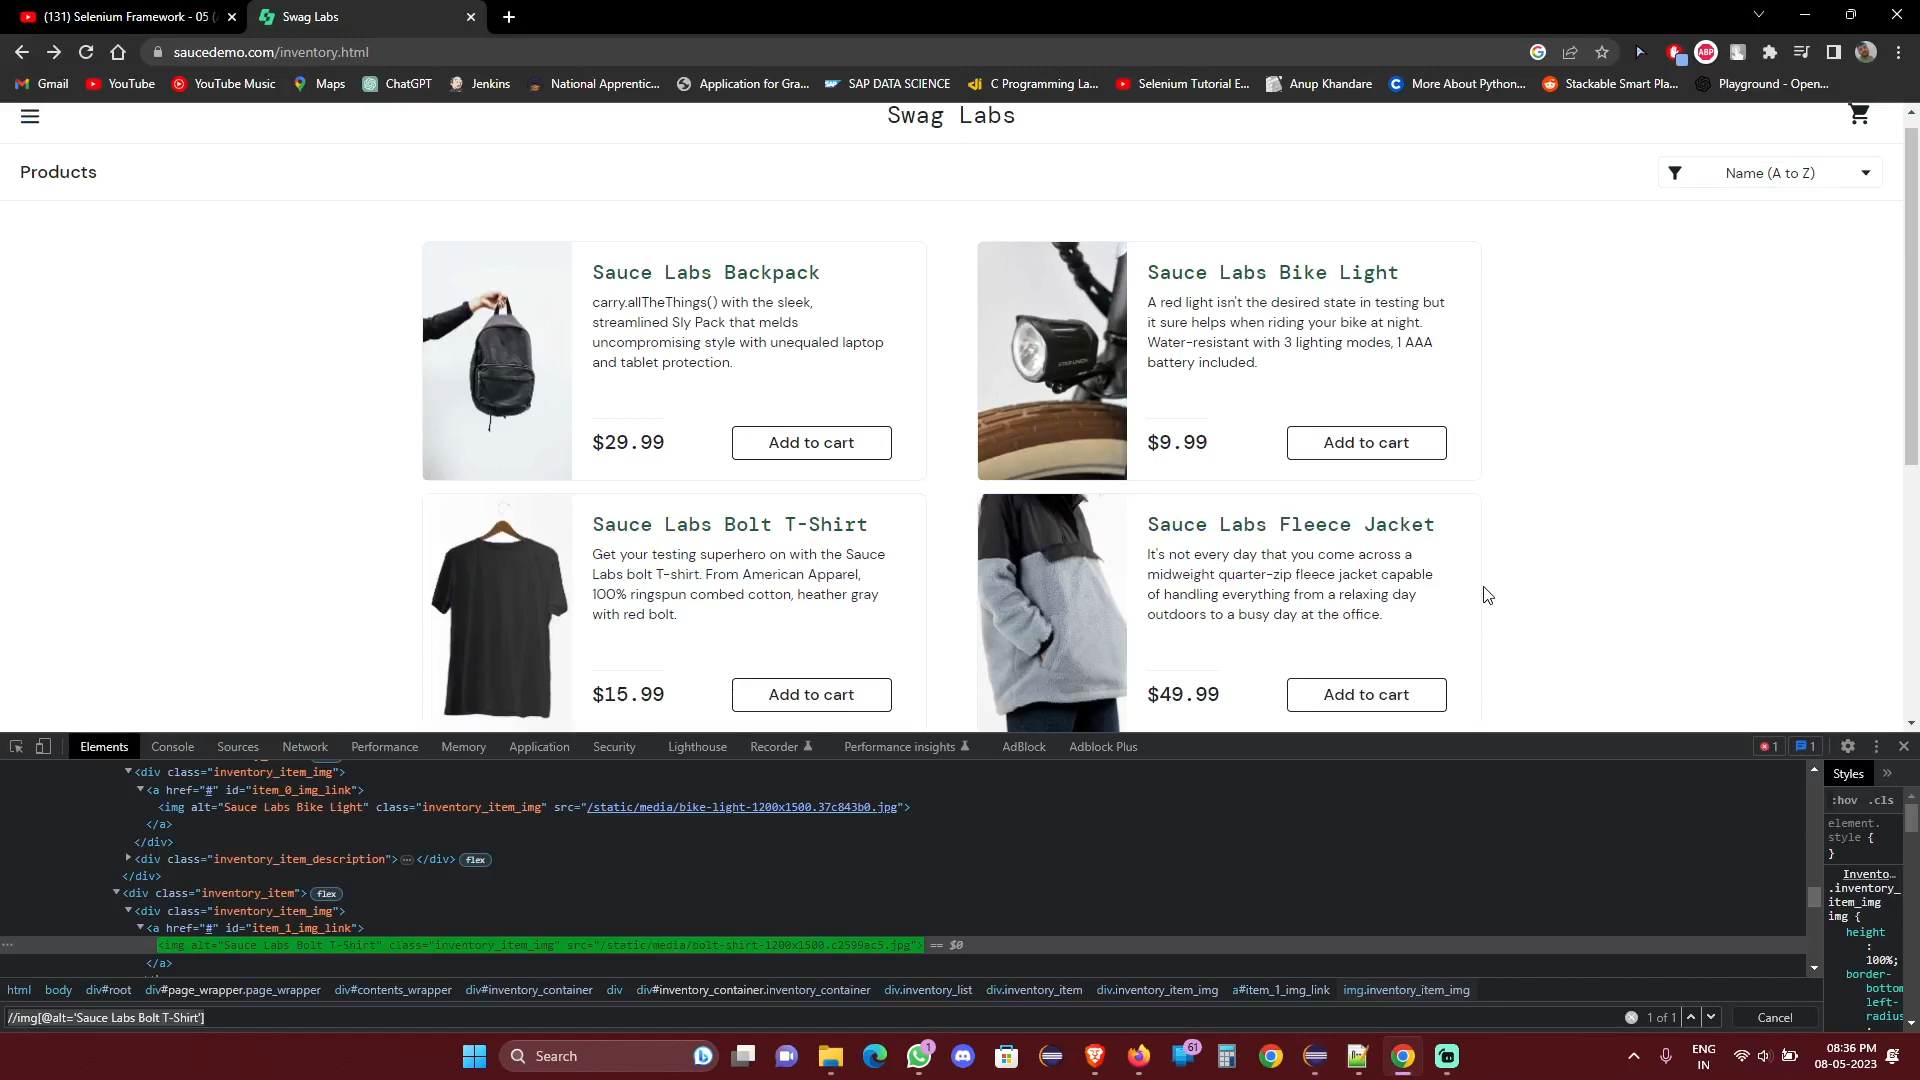 (131) Selenium Framework - 05 (
Swag Labs
saucedemo.com/inventory.html
Gmail
YouTube
YouTube Music
Maps
ChatGPT
Jenkins
National Apprentic...
Application for Gra...
SAP DATA SCIENCE
C Programming La...
Selenium Tutorial E...
Anup Khandare
More About Python...
Stackable Smart Pla...
Playground - Open...
Swag Labs
Products
Name (A to Z)
Sauce Labs Backpack
carry.allTheThings() with the sleek,
streamlined Sly Pack that melds
uncompromising style with unequaled laptop
and tablet protection.
$29.99
Add to cart
Sauce Labs Bike Light
A red light isn't the desired state in testing but
it sure helps when riding your bike at night.
Water-resistant with 3 lighting modes, 1 AAA
battery included.
$9.99
Add to cart
Sauce Labs Bolt T-Shirt
Get your testing superhero on with the Sauce
Labs bolt T-shirt. From American Apparel,
100% ringspun combed cotton, heather gray
with red bolt.
$15.99
Add to cart
Sauce Labs Fleece Jacket
It's not every day that you come across a
midweight quarter-zip fleece jacket capable
of handling everything from a relaxing day
outdoors to a busy day at the office.
$49.99
Add to cart
Elements
Console
Sources
Network
Performance
Memory
Application
Security
Lighthouse
Recorder
Performance insights
AdBlock
Adblock Plus
1
1
<div class="inventory_item_img">
<a href="#" id="item_0_img_link">
<img alt="Sauce Labs Bike Light" class="inventory_item_img" src="/static/media/bike-light-1200x1500.37c843b0.jpg">
</a>
</div>
<div class="inventory_item_description"> ⋯ </div> flex
</div>
<div class="inventory_item"> flex
<div class="inventory_item_img">
<a href="#" id="item_1_img_link">
<img alt="Sauce Labs Bolt T-Shirt" class="inventory_item_img" src="/static/media/bolt-shirt-1200x1500.c2599ac5.jpg"> == $0
</a>
html body div#root div#page_wrapper.page_wrapper div#contents_wrapper div#inventory_container div div#inventory_container.inventory_container div.inventory_list div.inventory_item div.inventory_item_img a#item_1_img_link img.inventory_item_img
//img[@alt='Sauce Labs Bolt T-Shirt']
1 of 1
Cancel
Styles
:hov .cls
element.
style {
}
Invento…
.inventory_
item_img
img {
height
:
100%;
border-
bottom
left-
radius
Search
ABP
1
61
ENG
IN
08:36 PM
08-05-2023